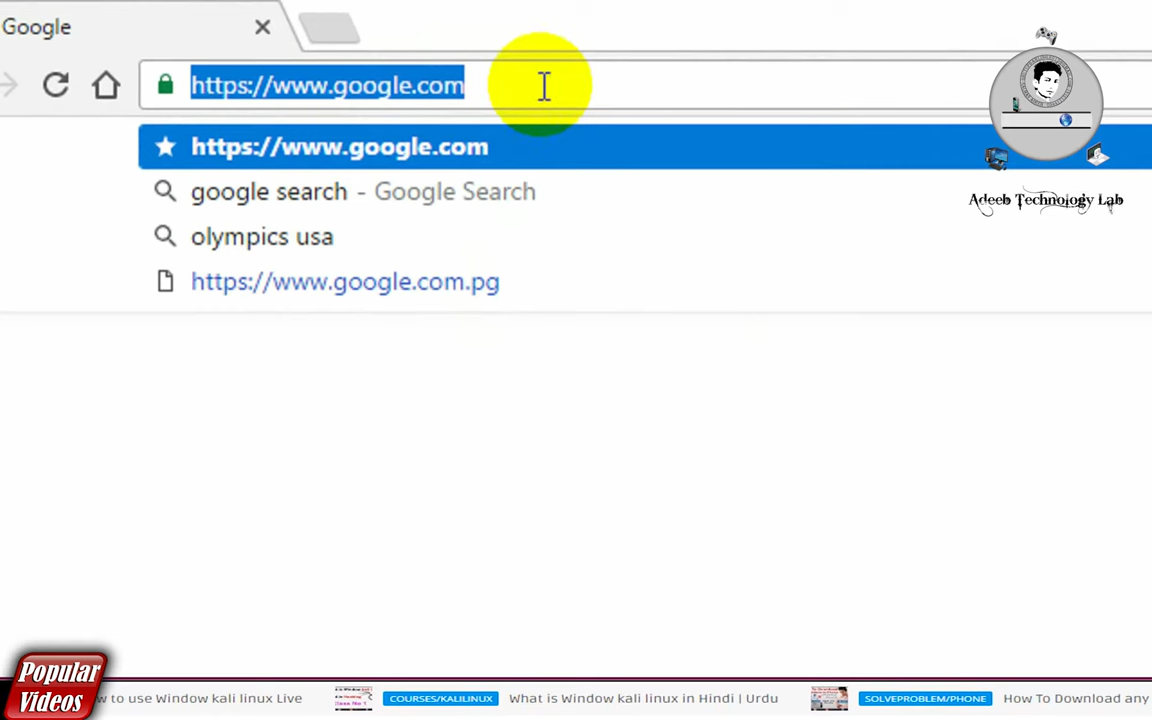 Google
https://www.google.com
https://www.google.com
google search - Google Search
olympics usa
https://www.google.com.pg
Adeeb Technology Lab
Popular
Videos
w to use Window kali linux Live
COURSES/KALILINUX
What is Window kali linux in Hindi | Urdu
SOLVEPROBLEM/PHONE
How To Download any